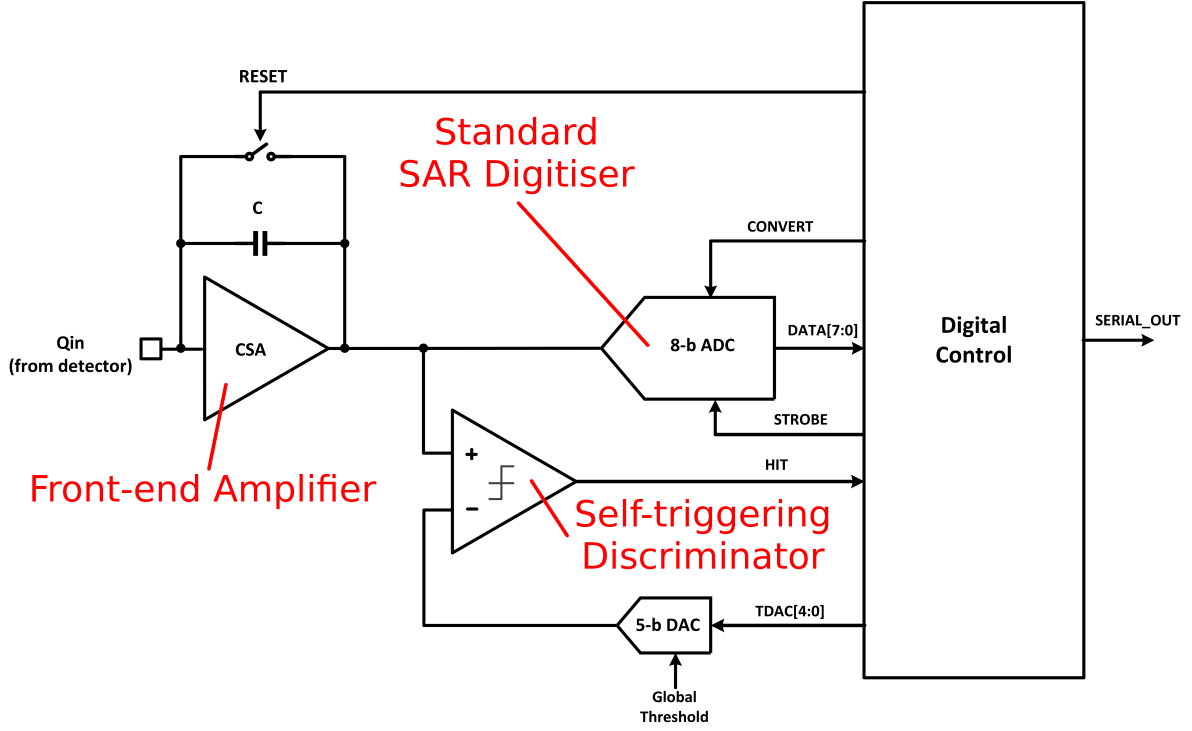 RESET
Standard
SAR Digitiser
C
CONVERT
Qin
(from detector)
CSA
8-b ADC
DATA[7:0]
Digital
Control
SERIAL_OUT
STROBE
+
HIT
Front-end Amplifier
−
Self-triggering
Discriminator
5-b DAC
TDAC[4:0]
Global
Threshold